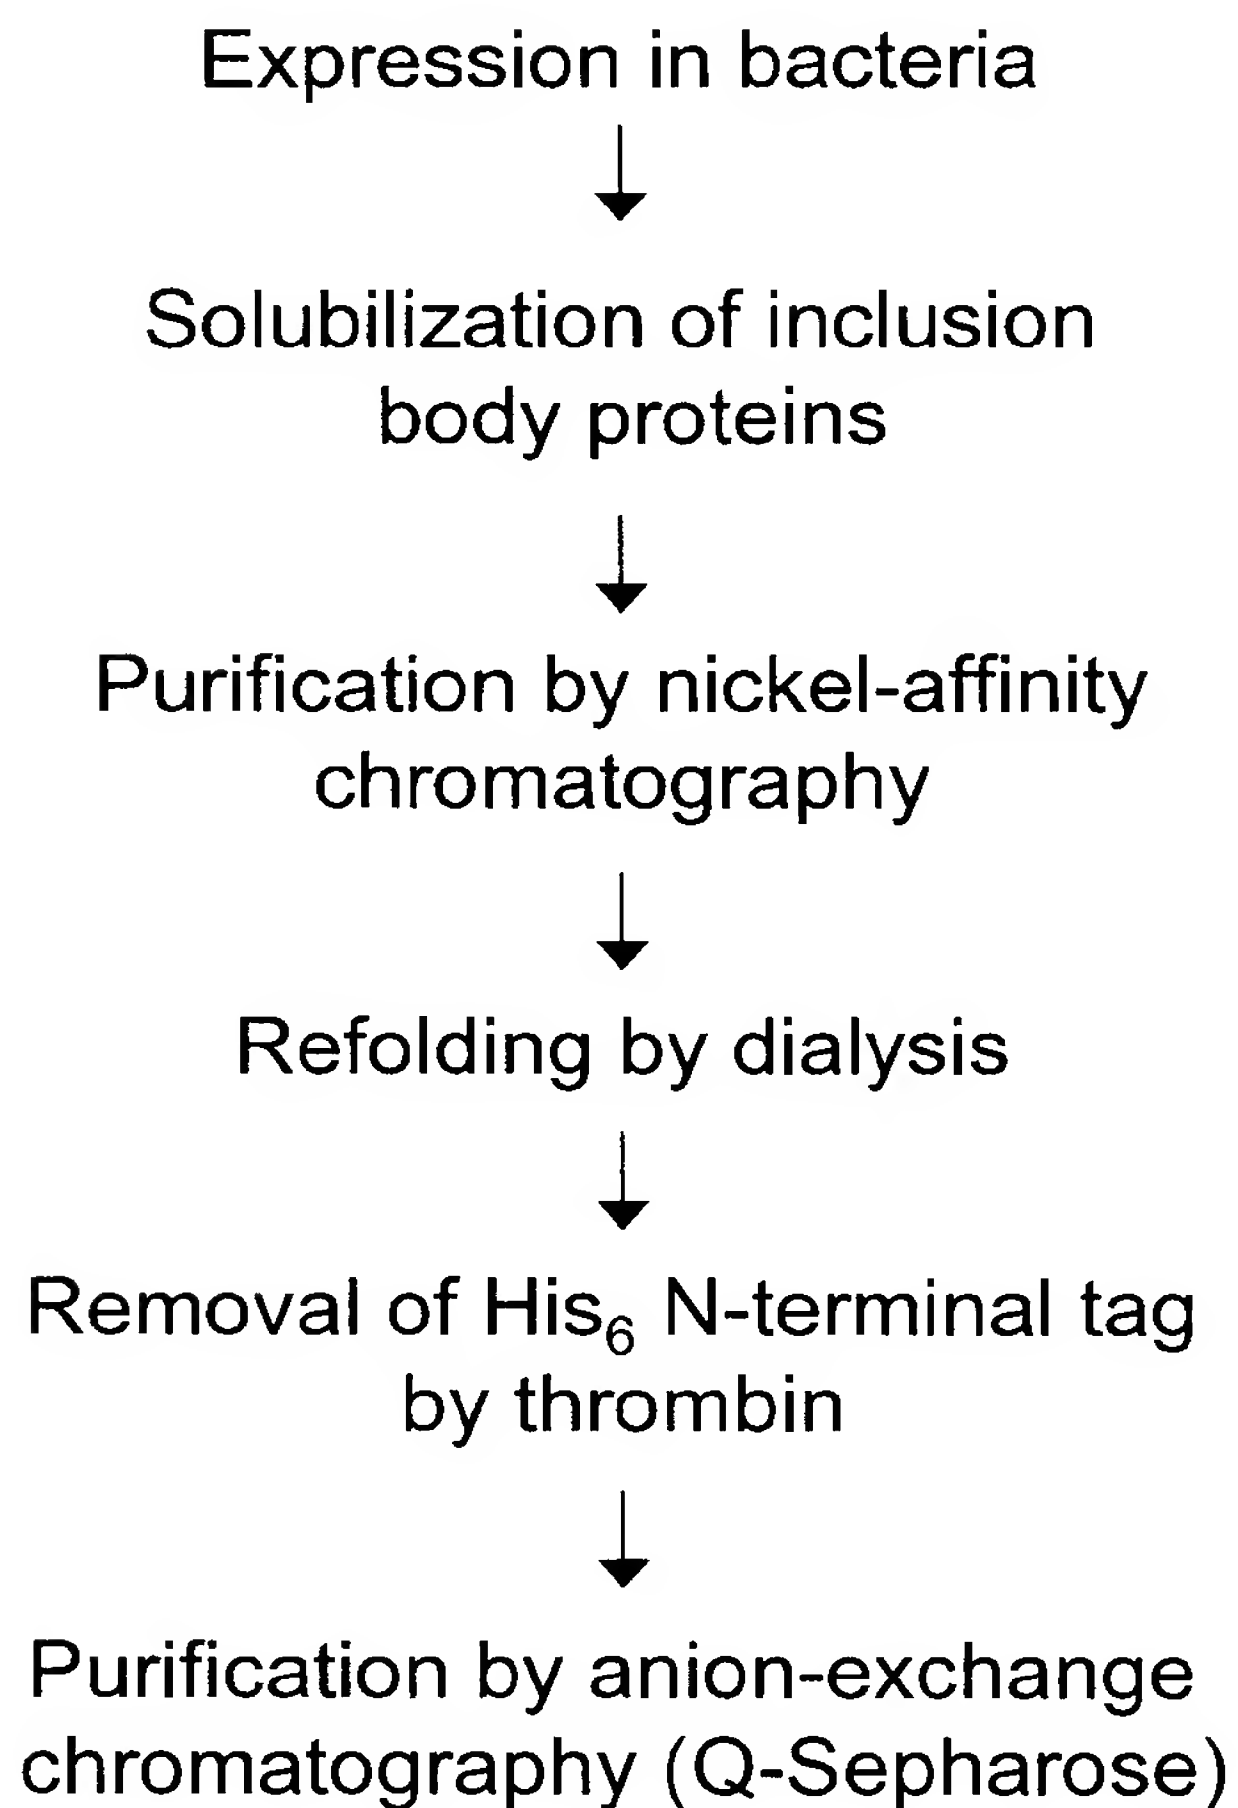 Expression in bacteria
Solubilization of inclusion
body proteins
Purification by nickel-affinity
chromatography
Refolding by dialysis
Removal of His₆ N-terminal tag
by thrombin
Purification by anion-exchange
chromatography (Q-Sepharose)